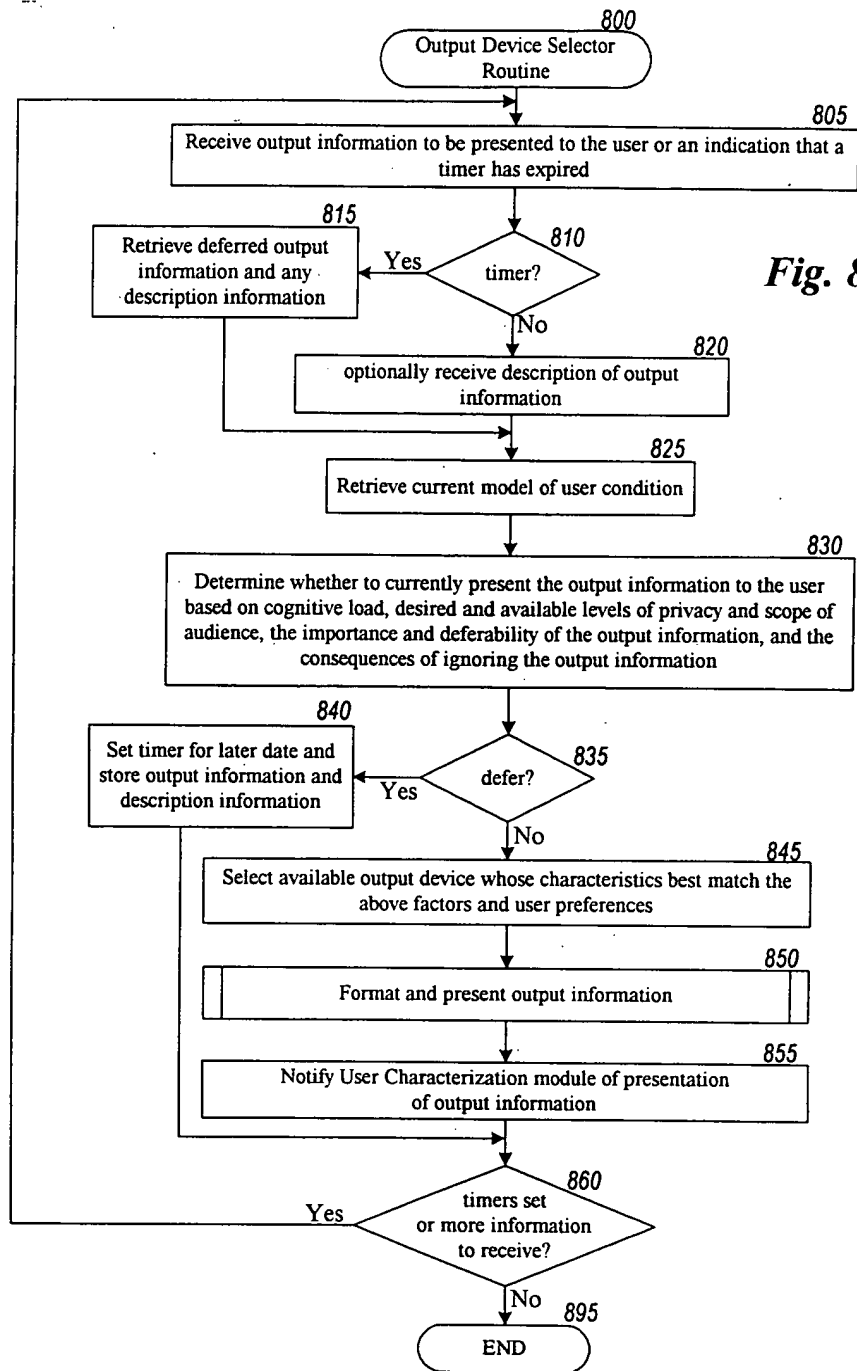 800
Output Device Selector
Routine
805
Receive output information to be presented to the user or an indication that a
timer has expired
815
Retrieve deferred output
information and any
description information
810
timer?
Yes
No
Fig. 8
820
optionally receive description of output
information
825
Retrieve current model of user condition
830
Determine whether to currently present the output information to the user
based on cognitive load, desired and available levels of privacy and scope of
audience, the importance and deferability of the output information, and the
consequences of ignoring the output information
840
Set timer for later date and
store output information and
description information
835
defer?
Yes
No
845
Select available output device whose characteristics best match the
above factors and user preferences
850
Format and present output information
855
Notify User Characterization module of presentation
of output information
860
timers set
or more information
to receive?
Yes
No
895
END